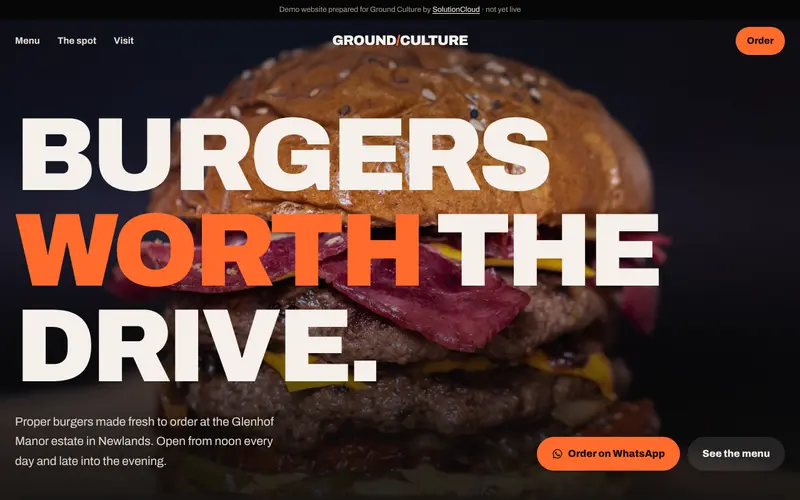 Demo website prepared for Ground Culture by SolutionCloud · not yet live
Menu The spot Visit GROUND/CULTURE Order
BURGERS
WORTH THE
DRIVE.
Proper burgers made fresh to order at the Glenhof
Manor estate in Newlands. Open from noon every
day and late into the evening.
Order on WhatsApp See the menu